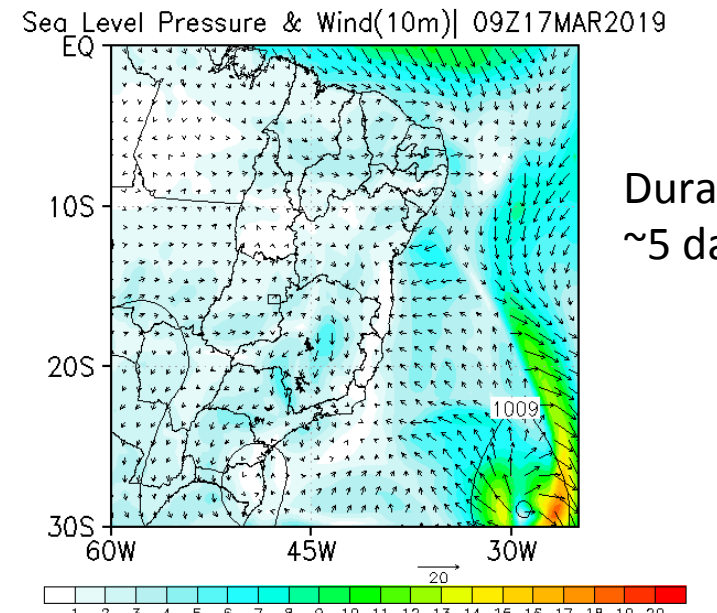 Sea Level Pressure & Wind(10m)| 09Z17MAR2019
EQ
10S
20S
30S
60W
45W
30W
1009
Dura
~5 da
20
1 2 3 4 5 6 7 8 9 10 11 12 13 14 15 16 17 18 19 20